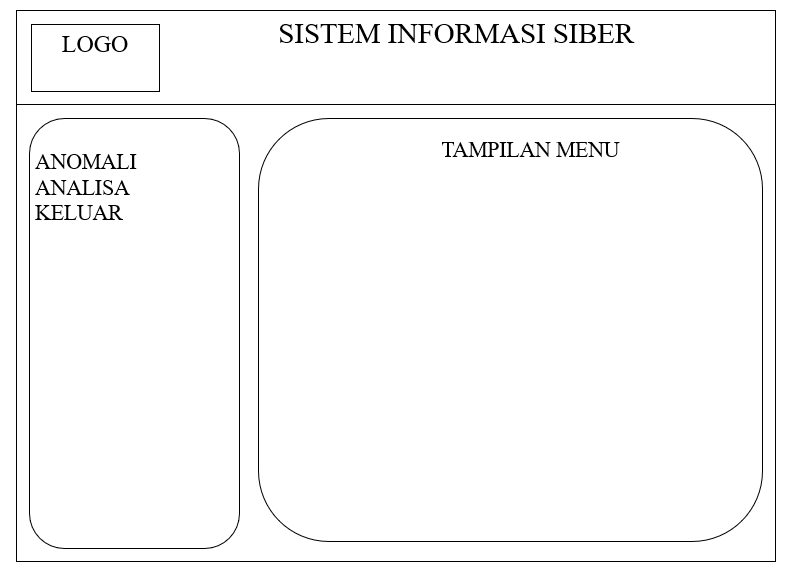 LOGO
SISTEM INFORMASI SIBER
ANOMALI
ANALISA
KELUAR
TAMPILAN MENU